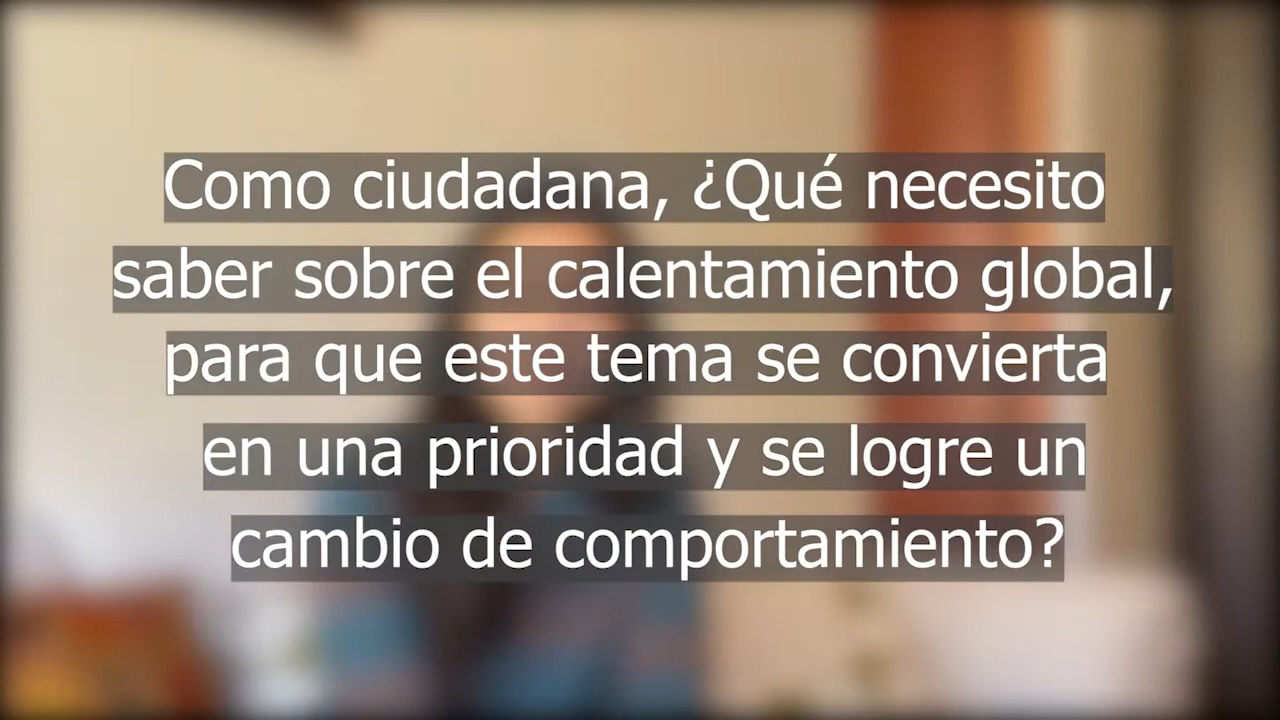 Como ciudadana, ¿Qué necesito
saber sobre el calentamiento global,
para que este tema se convierta
en una prioridad y se logre un
cambio de comportamiento?